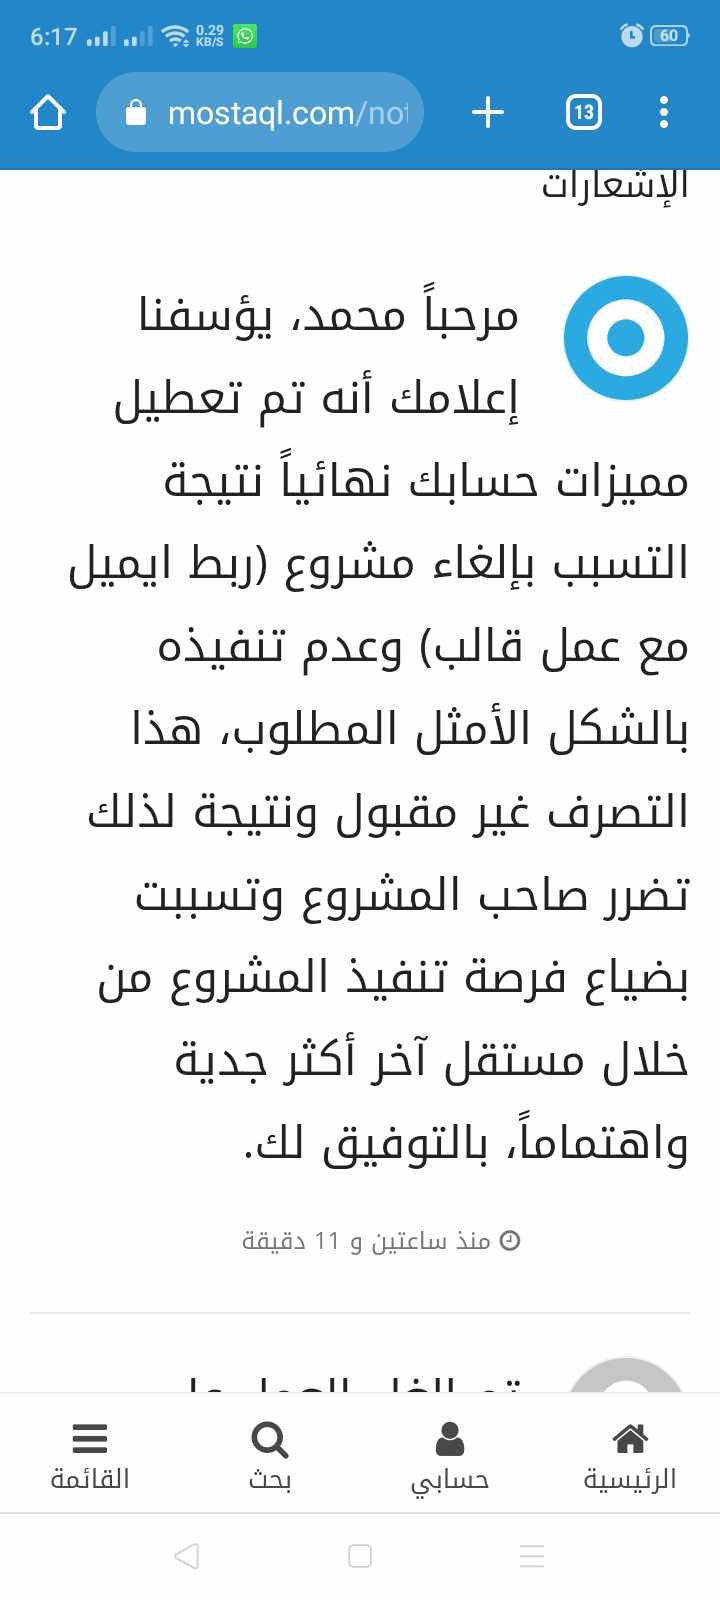 6:17 0.29 KB/S 60
mostaql.com/not 13
الإشعارات
مرحباً محمد، يؤسفنا
إعلامك أنه تم تعطيل
مميزات حسابك نهائياً نتيجة
التسبب بإلغاء مشروع (ربط ايميل
مع عمل قالب) وعدم تنفيذه
بالشكل الأمثل المطلوب، هذا
التصرف غير مقبول ونتيجة لذلك
تضرر صاحب المشروع وتسببت
بضياع فرصة تنفيذ المشروع من
خلال مستقل آخر أكثر جدية
واهتماماً، بالتوفيق لك.
منذ ساعتين و 11 دقيقة
الرئيسية حسابي بحث القائمة